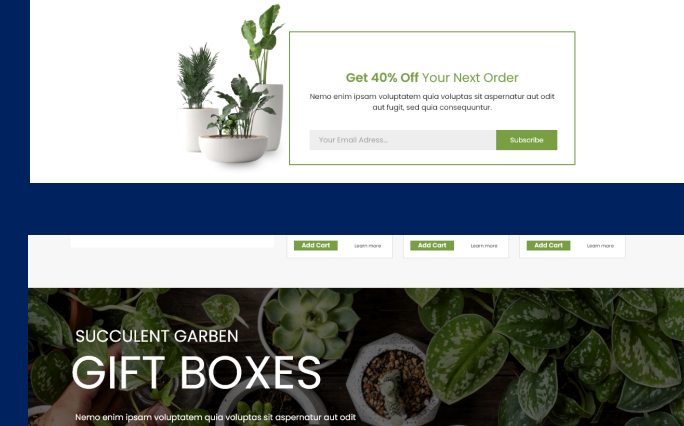 Get 40% Off Your Next Order
Nemo enim ipsam voluptatem quia voluptas sit aspernatur aut odit
aut fugit, sed quia consequuntur.
Your Email Adress...
Subscribe
Add Cart
Learn more
Add Cart
Learn more
Add Cart
Learn more
SUCCULENT GARBEN
GIFT BOXES
Nemo enim ipsam voluptatem quia voluptas sit aspernatur aut odit